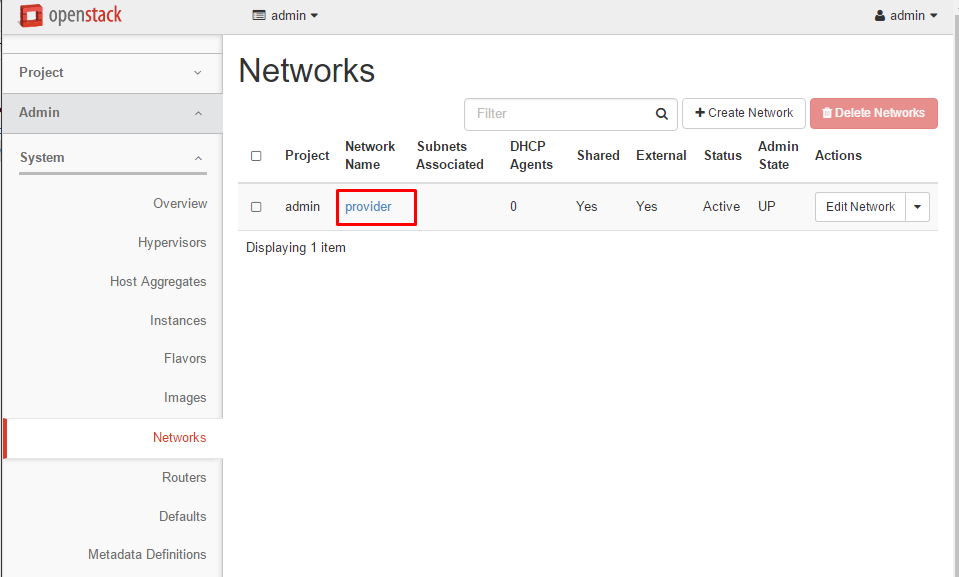 openstack
admin
admin
Project
Admin
System
Overview
Hypervisors
Host Aggregates
Instances
Flavors
Images
Networks
Routers
Defaults
Metadata Definitions
Networks
Filter
Create Network
Delete Networks
Project
Network Name
Subnets Associated
DHCP Agents
Shared
External
Status
Admin State
Actions
admin provider 0 Yes Yes Active UP Edit Network
Displaying 1 item